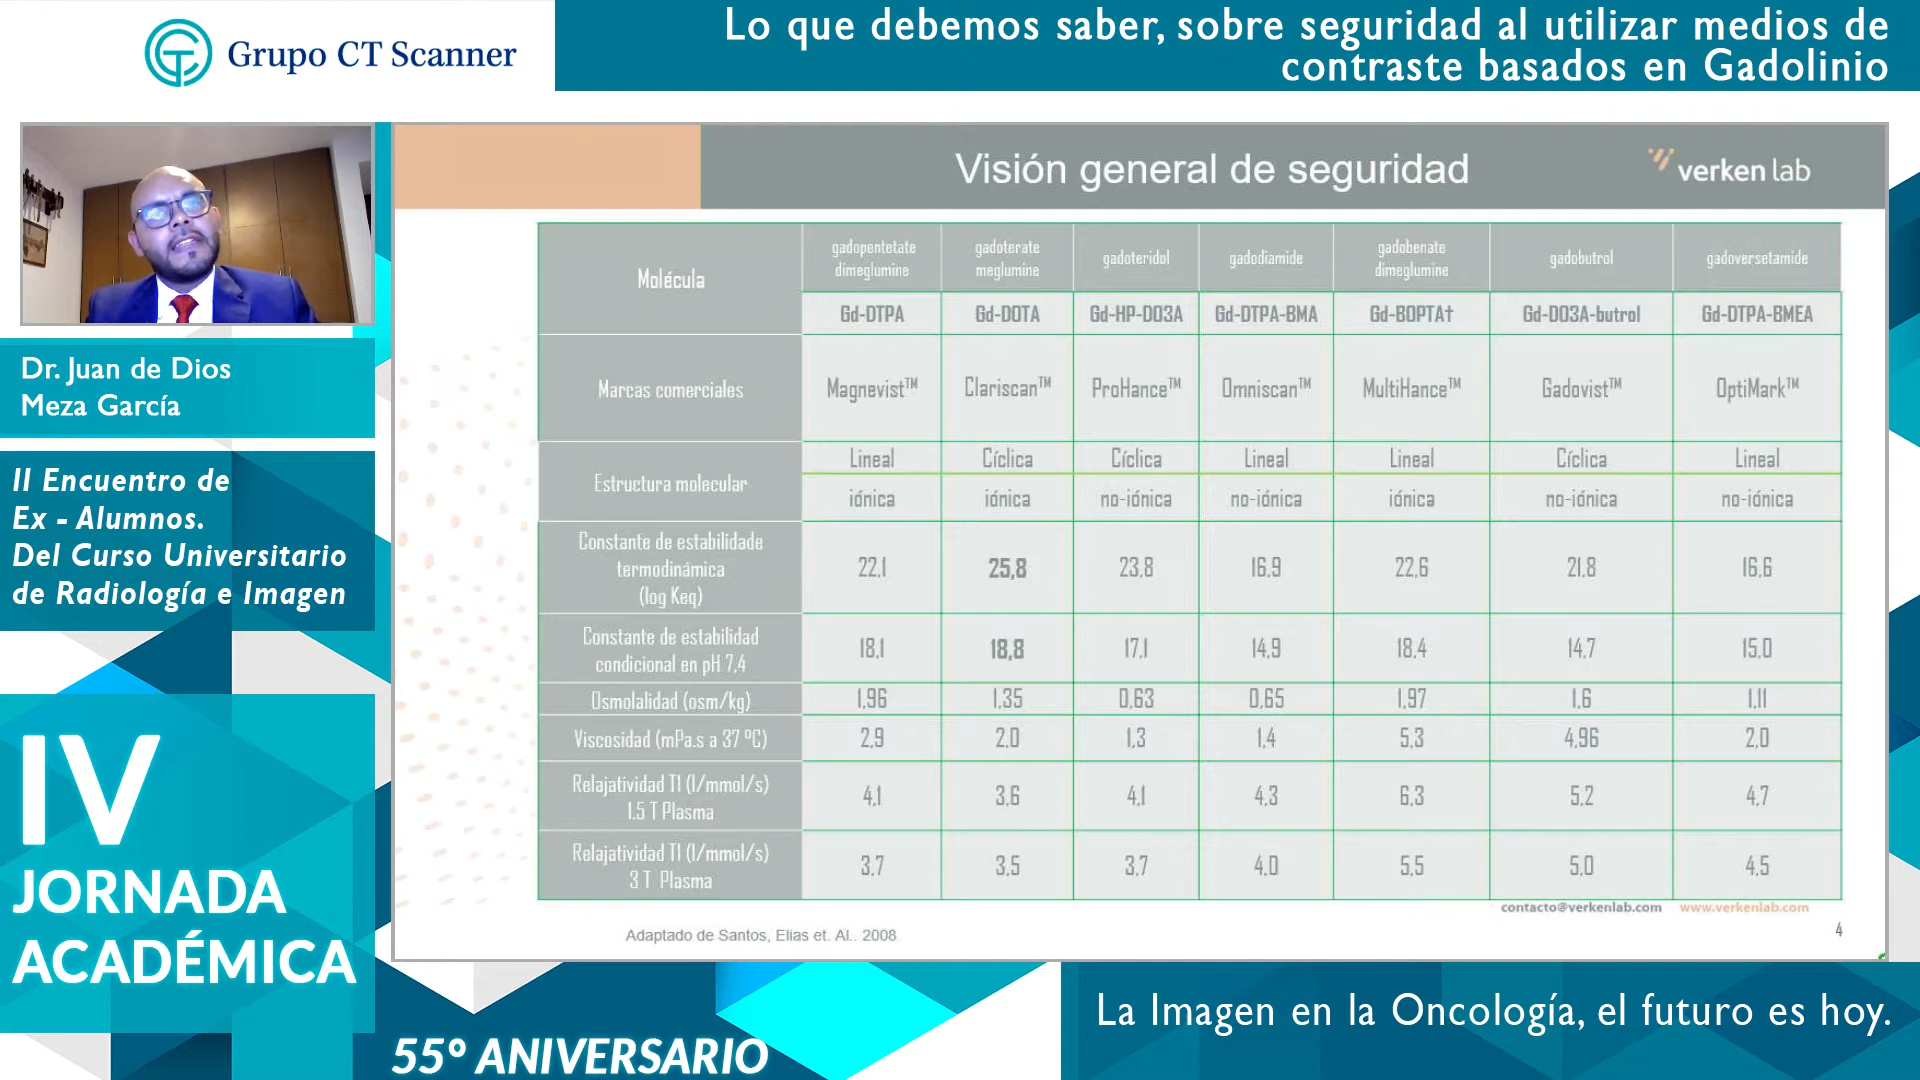 Grupo CT Scanner
Lo que debemos saber, sobre seguridad al utilizar medios de
contraste basados en Gadolinio
Dr. Juan de Dios
Meza García
II Encuentro de
Ex - Alumnos.
Del Curso Universitario
de Radiología e Imagen
IV
JORNADA
ACADÉMICA
55° ANIVERSARIO
La Imagen en la Oncología, el futuro es hoy.
Visión general de seguridad
verken lab
Molécula
gadopentetate dimeglumine
gadoterate meglumine
gadoteridol
gadodiamide
gadobenate dimeglumine
gadobutrol
gadoversetamide
Gd-DTPA Gd-DOTA Gd-HP-DO3A Gd-DTPA-BMA Gd-BOPTA† Gd-DO3A-butrol Gd-DTPA-BMEA
Marcas comerciales Magnevist™ Clariscan™ ProHance™ Omniscan™ MultiHance™ Gadovist™ OptiMark™
Estructura molecular
Lineal Cíclica Cíclica Lineal Lineal Cíclica Lineal
iónica iónica no-iónica no-iónica iónica no-iónica no-iónica
Constante de estabilidade
termodinámica
(log Keq)
22,1 25,8 23,8 16,9 22,6 21,8 16,6
Constante de estabilidad
condicional en pH 7,4
18,1 18,8 17,1 14,9 18,4 14,7 15,0
Osmolalidad (osm/kg) 1,96 1,35 0,63 0,65 1,97 1,6 1,11
Viscosidad (mPa.s a 37 °C) 2,9 2,0 1,3 1,4 5,3 4,96 2,0
Relajatividad T1 (l/mmol/s)
1.5 T Plasma
4,1 3,6 4,1 4,3 6,3 5,2 4,7
Relajatividad T1 (l/mmol/s)
3 T Plasma
3,7 3,5 3,7 4,0 5,5 5,0 4,5
contacto@verkenlab.com www.verkenlab.com
Adaptado de Santos, Elias et. Al.. 2008.
4